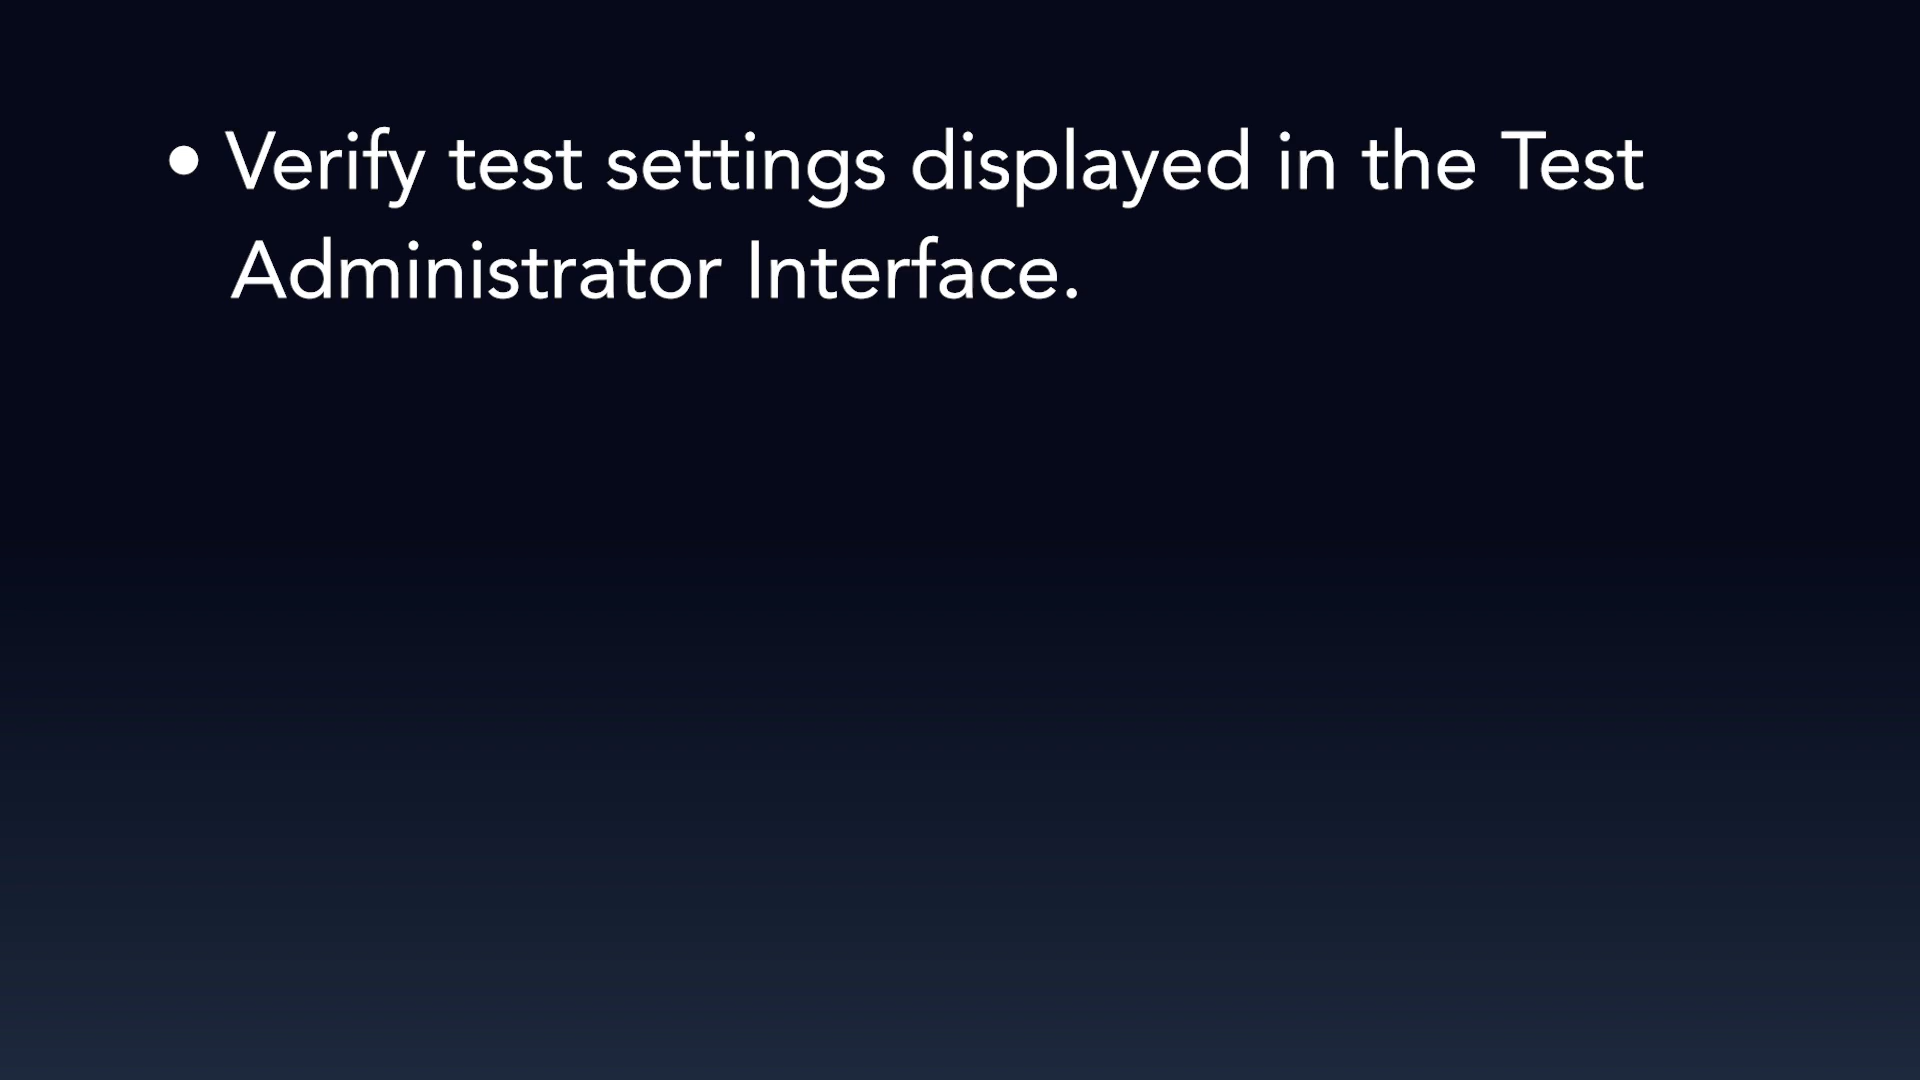 • Verify test settings displayed in the Test
Administrator Interface.